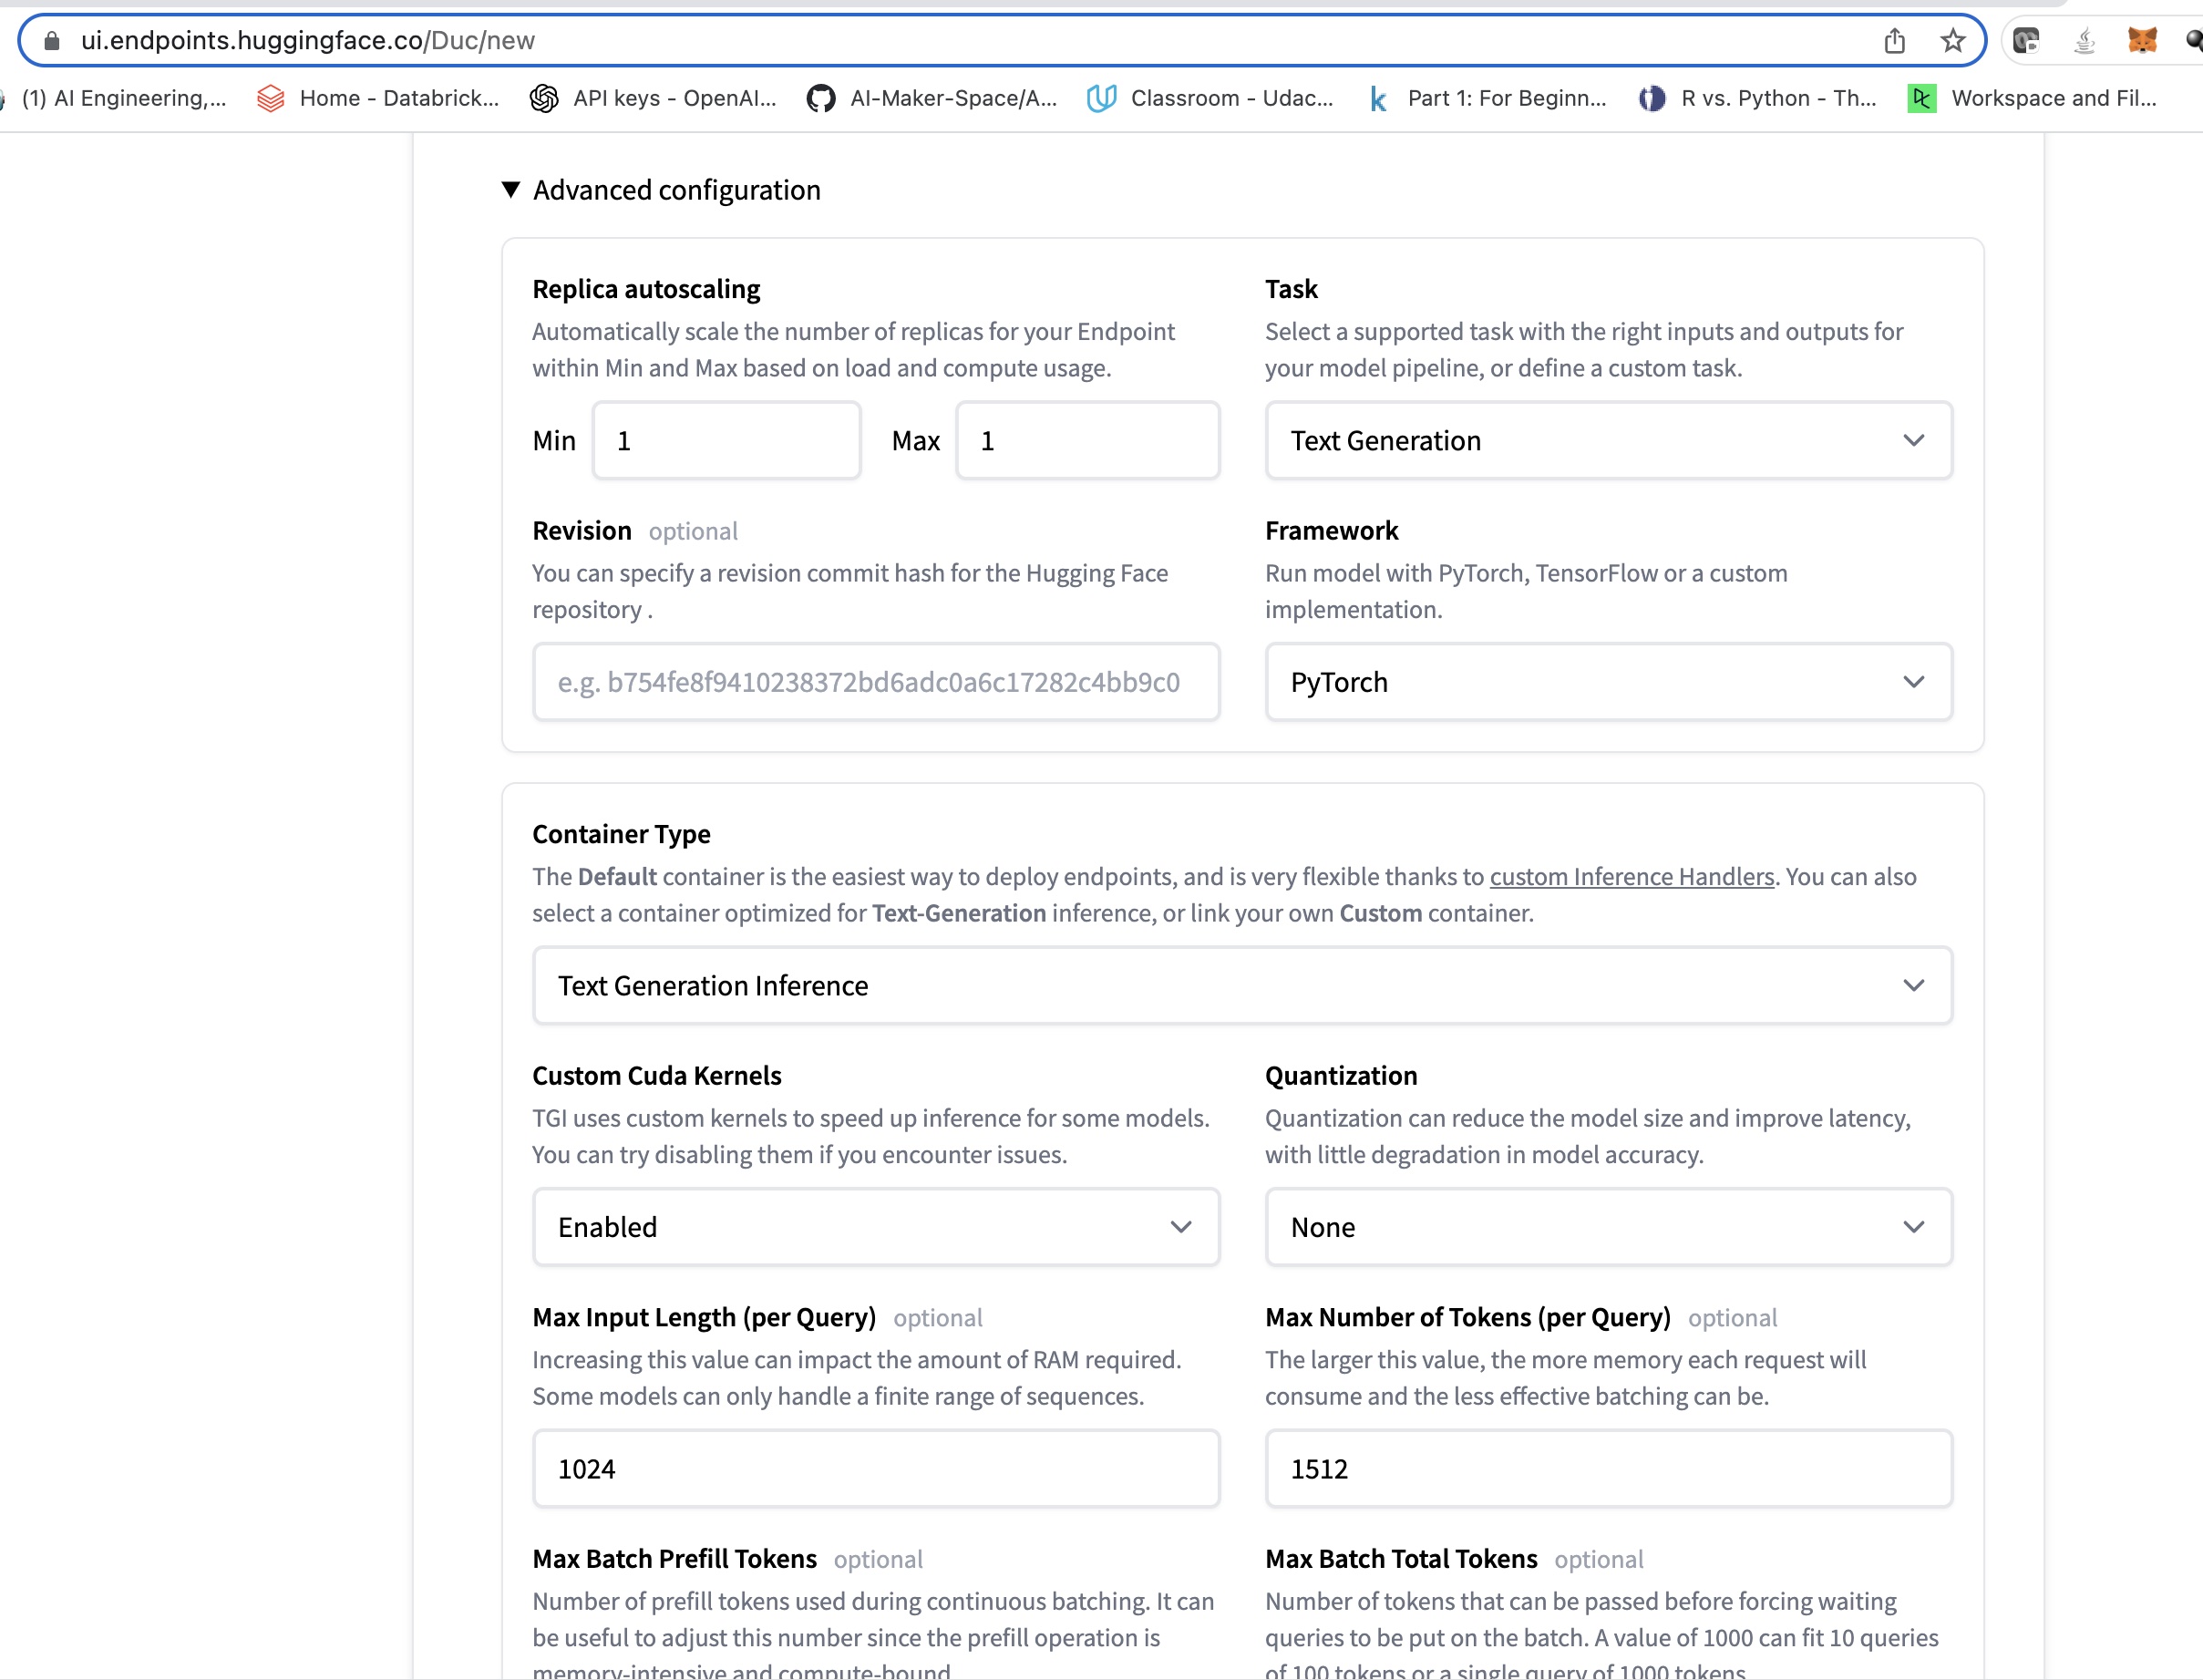 ui.endpoints.huggingface.co/Duc/new
(1) AI Engineering,... Home - Databrick... API keys - OpenAI... AI-Maker-Space/A... Classroom - Udac... Part 1: For Beginn... R vs. Python - Th... Workspace and Fil...
Advanced configuration
Replica autoscaling
Automatically scale the number of replicas for your Endpoint
within Min and Max based on load and compute usage.
Min 1 Max 1
Task
Select a supported task with the right inputs and outputs for
your model pipeline, or define a custom task.
Text Generation
Revision optional
You can specify a revision commit hash for the Hugging Face
repository .
e.g. b754fe8f9410238372bd6adc0a6c17282c4bb9c0
Framework
Run model with PyTorch, TensorFlow or a custom
implementation.
PyTorch
Container Type
The Default container is the easiest way to deploy endpoints, and is very flexible thanks to custom Inference Handlers. You can also
select a container optimized for Text-Generation inference, or link your own Custom container.
Text Generation Inference
Custom Cuda Kernels
TGI uses custom kernels to speed up inference for some models.
You can try disabling them if you encounter issues.
Enabled
Quantization
Quantization can reduce the model size and improve latency,
with little degradation in model accuracy.
None
Max Input Length (per Query) optional
Increasing this value can impact the amount of RAM required.
Some models can only handle a finite range of sequences.
1024
Max Number of Tokens (per Query) optional
The larger this value, the more memory each request will
consume and the less effective batching can be.
1512
Max Batch Prefill Tokens optional
Number of prefill tokens used during continuous batching. It can
be useful to adjust this number since the prefill operation is
memory-intensive and compute-bound
Max Batch Total Tokens optional
Number of tokens that can be passed before forcing waiting
queries to be put on the batch. A value of 1000 can fit 10 queries
of 100 tokens or a single query of 1000 tokens